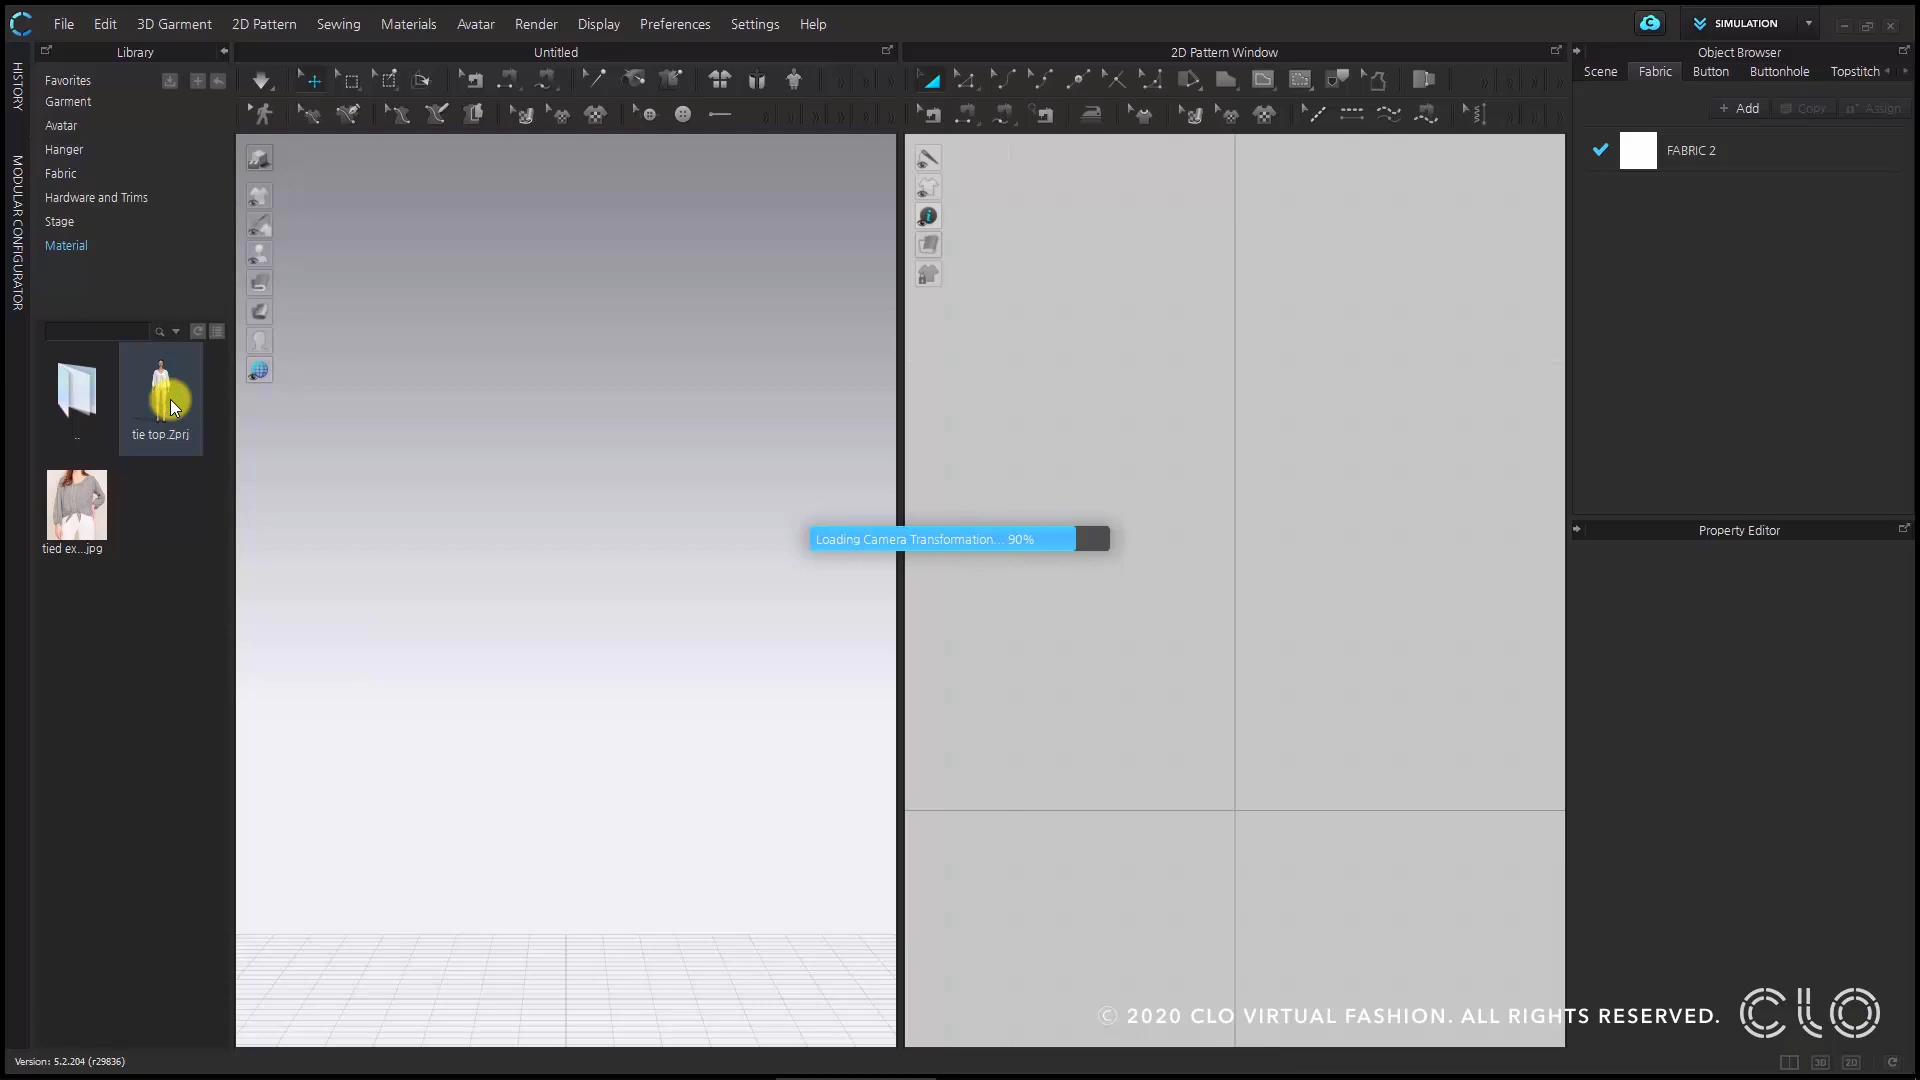 File Edit 3D Garment 2D Pattern Sewing Materials Avatar Render Display Preferences Settings Help
SIMULATION
Library
Untitled
2D Pattern Window
Object Browser
HISTORY
MODULAR CONFIGURATOR
Favorites
Garment
Avatar
Hanger
Fabric
Hardware and Trims
Stage
Material
..
tie top.Zprj
tied ex...jpg
Scene Fabric Button Buttonhole Topstitch
+ Add Copy Assign
FABRIC 2
Loading Camera Transformation... 90%
Property Editor
© 2020 CLO VIRTUAL FASHION. ALL RIGHTS RESERVED.
CLO
Version: 5.2.204 (r29836)
3D 2D